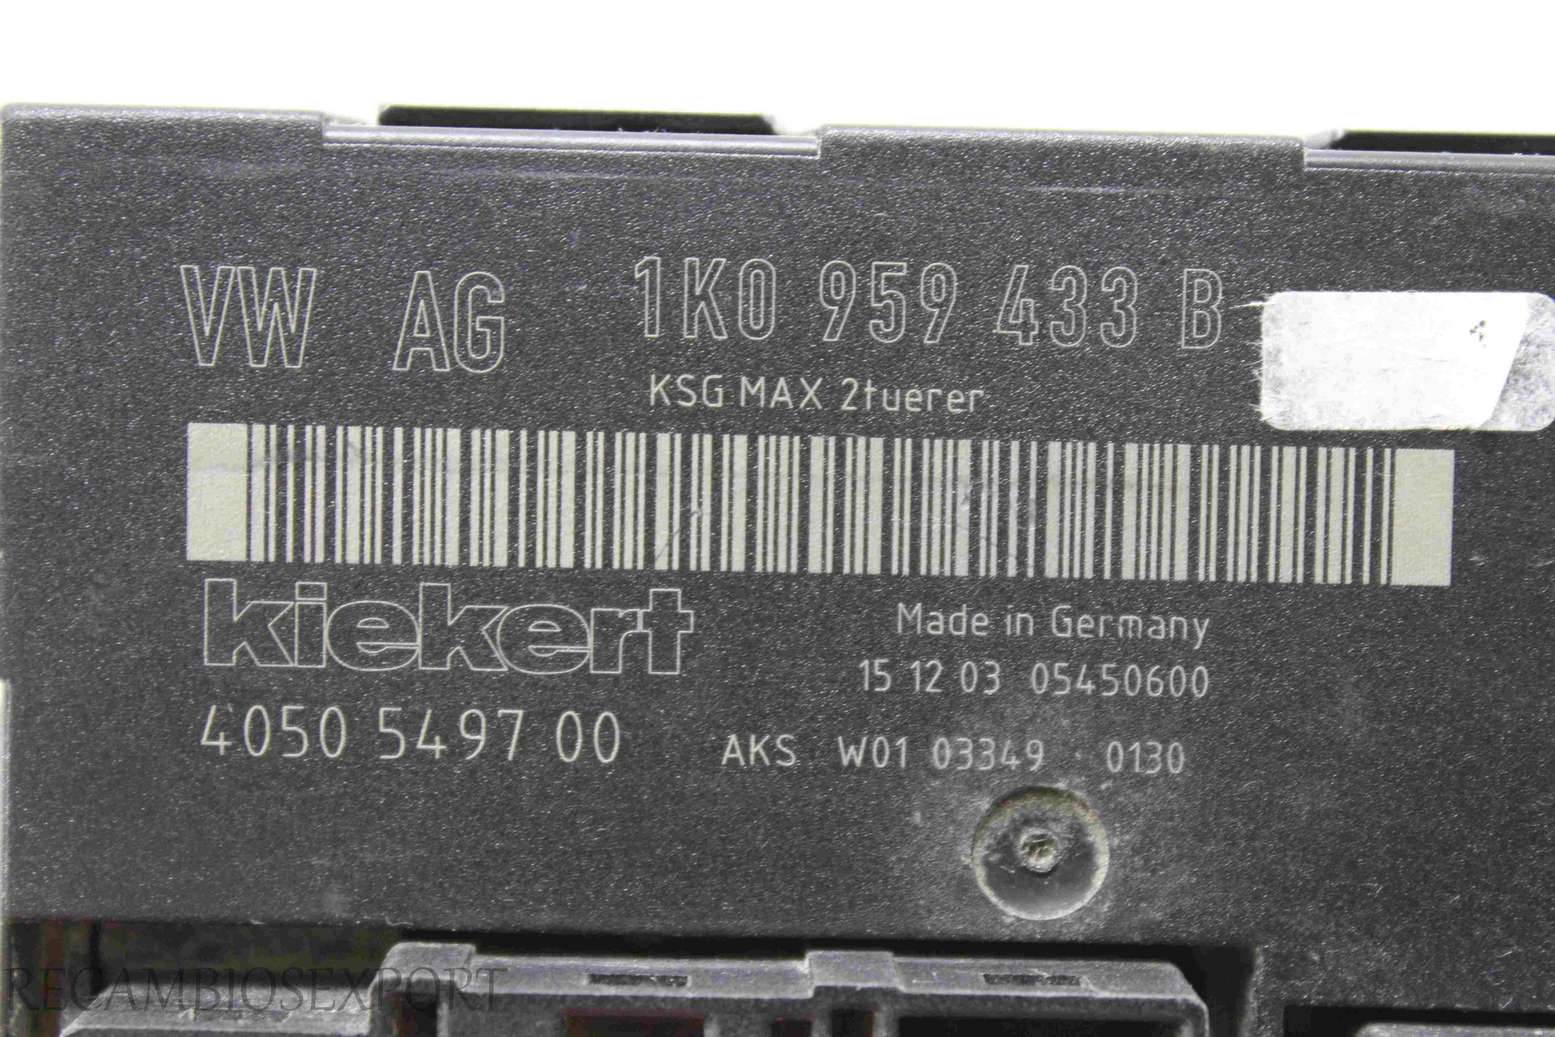 VW AG 1K0 959 433 B
KSG MAX 2tuerer
kiekert
Made in Germany
15 12 03 05450600
40505 5497 00
AKS W01 03349 0130
RECAMBIOSEXPORT